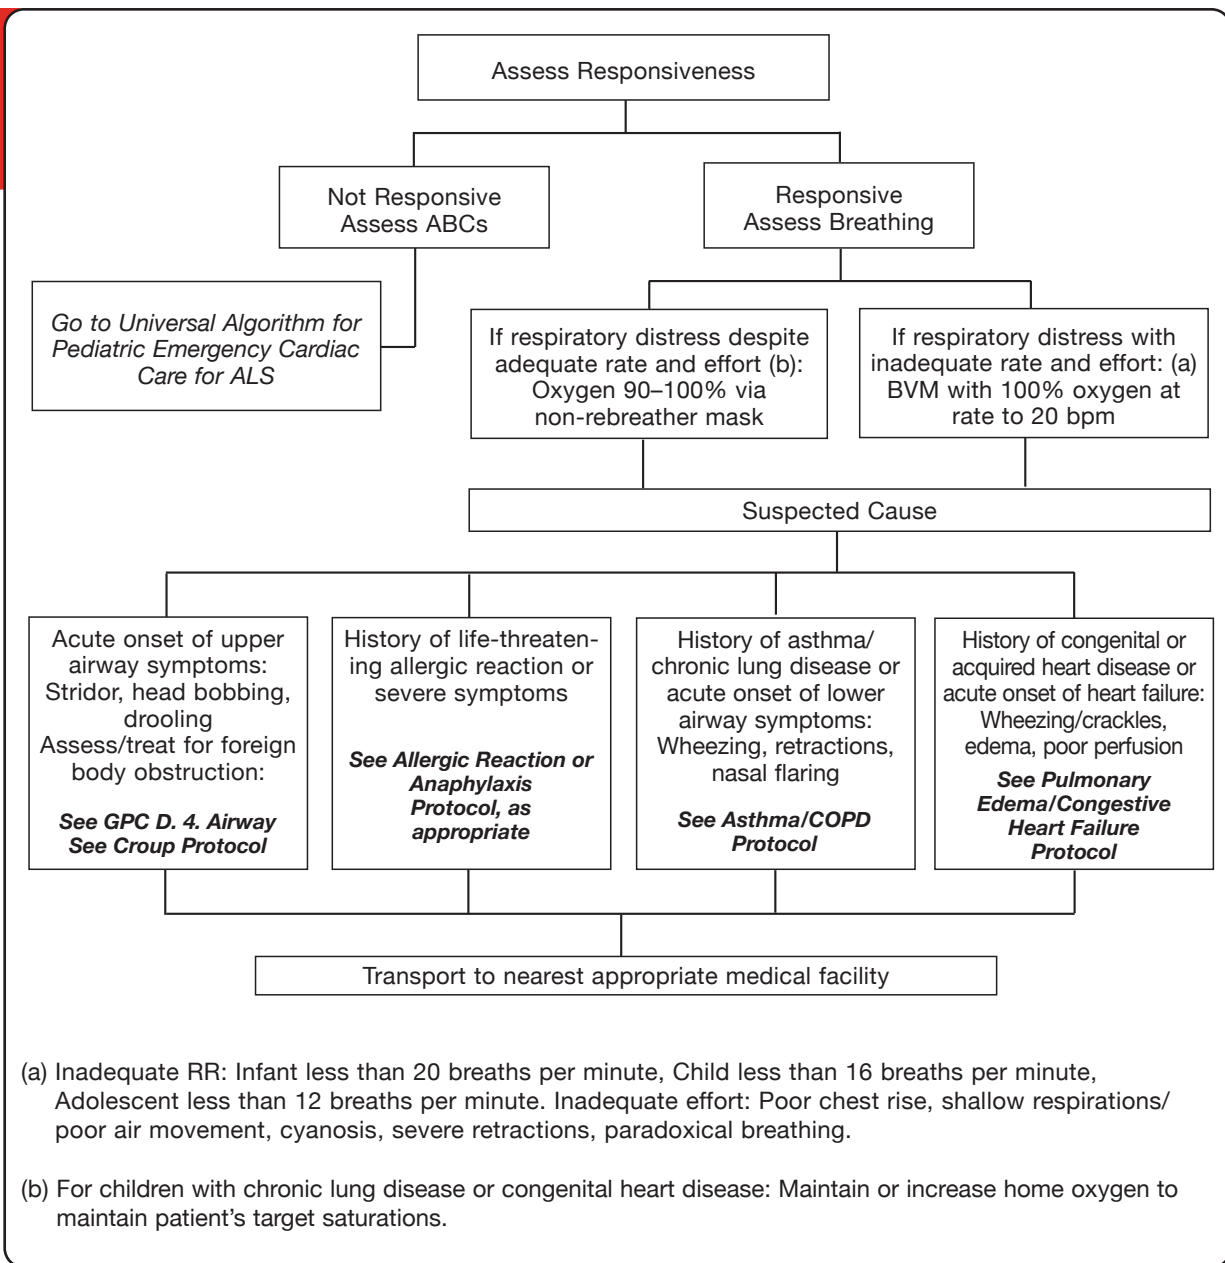 Assess Responsiveness
Not Responsive
Assess ABCs
Responsive
Assess Breathing
Go to Universal Algorithm for
Pediatric Emergency Cardiac
Care for ALS
If respiratory distress despite
adequate rate and effort (b):
Oxygen 90–100% via
non-rebreather mask
If respiratory distress with
inadequate rate and effort: (a)
BVM with 100% oxygen at
rate to 20 bpm
Suspected Cause
Acute onset of upper
airway symptoms:
Stridor, head bobbing,
drooling
Assess/treat for foreign
body obstruction:
See GPC D. 4. Airway
See Croup Protocol
History of life-threaten-
ing allergic reaction or
severe symptoms
See Allergic Reaction or
Anaphylaxis
Protocol, as
appropriate
History of asthma/
chronic lung disease or
acute onset of lower
airway symptoms:
Wheezing, retractions,
nasal flaring
See Asthma/COPD
Protocol
History of congenital or
acquired heart disease or
acute onset of heart failure:
Wheezing/crackles,
edema, poor perfusion
See Pulmonary
Edema/Congestive
Heart Failure
Protocol
Transport to nearest appropriate medical facility
(a) Inadequate RR: Infant less than 20 breaths per minute, Child less than 16 breaths per minute,
Adolescent less than 12 breaths per minute. Inadequate effort: Poor chest rise, shallow respirations/
poor air movement, cyanosis, severe retractions, paradoxical breathing.
(b) For children with chronic lung disease or congenital heart disease: Maintain or increase home oxygen to
maintain patient's target saturations.